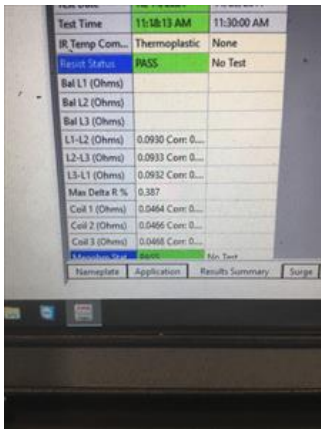 Test Time 11:18:13 AM 11:30:00 AM
IR Temp Com... Thermoplastic None
Resist Status PASS No Test
Bal L1 (Ohms)
Bal L2 (Ohms)
Bal L3 (Ohms)
L1-L2 (Ohms) 0.0930 Corr: 0....
L2-L3 (Ohms) 0.0933 Corr: 0....
L3-L1 (Ohms) 0.0932 Corr: 0....
Max Delta R % 0.387
Coil 1 (Ohms) 0.0464 Corr: 0....
Coil 2 (Ohms) 0.0466 Corr: 0....
Coil 3 (Ohms) 0.0468 Corr: 0....
PASS No Test
Nameplate Application Results Summary Surge